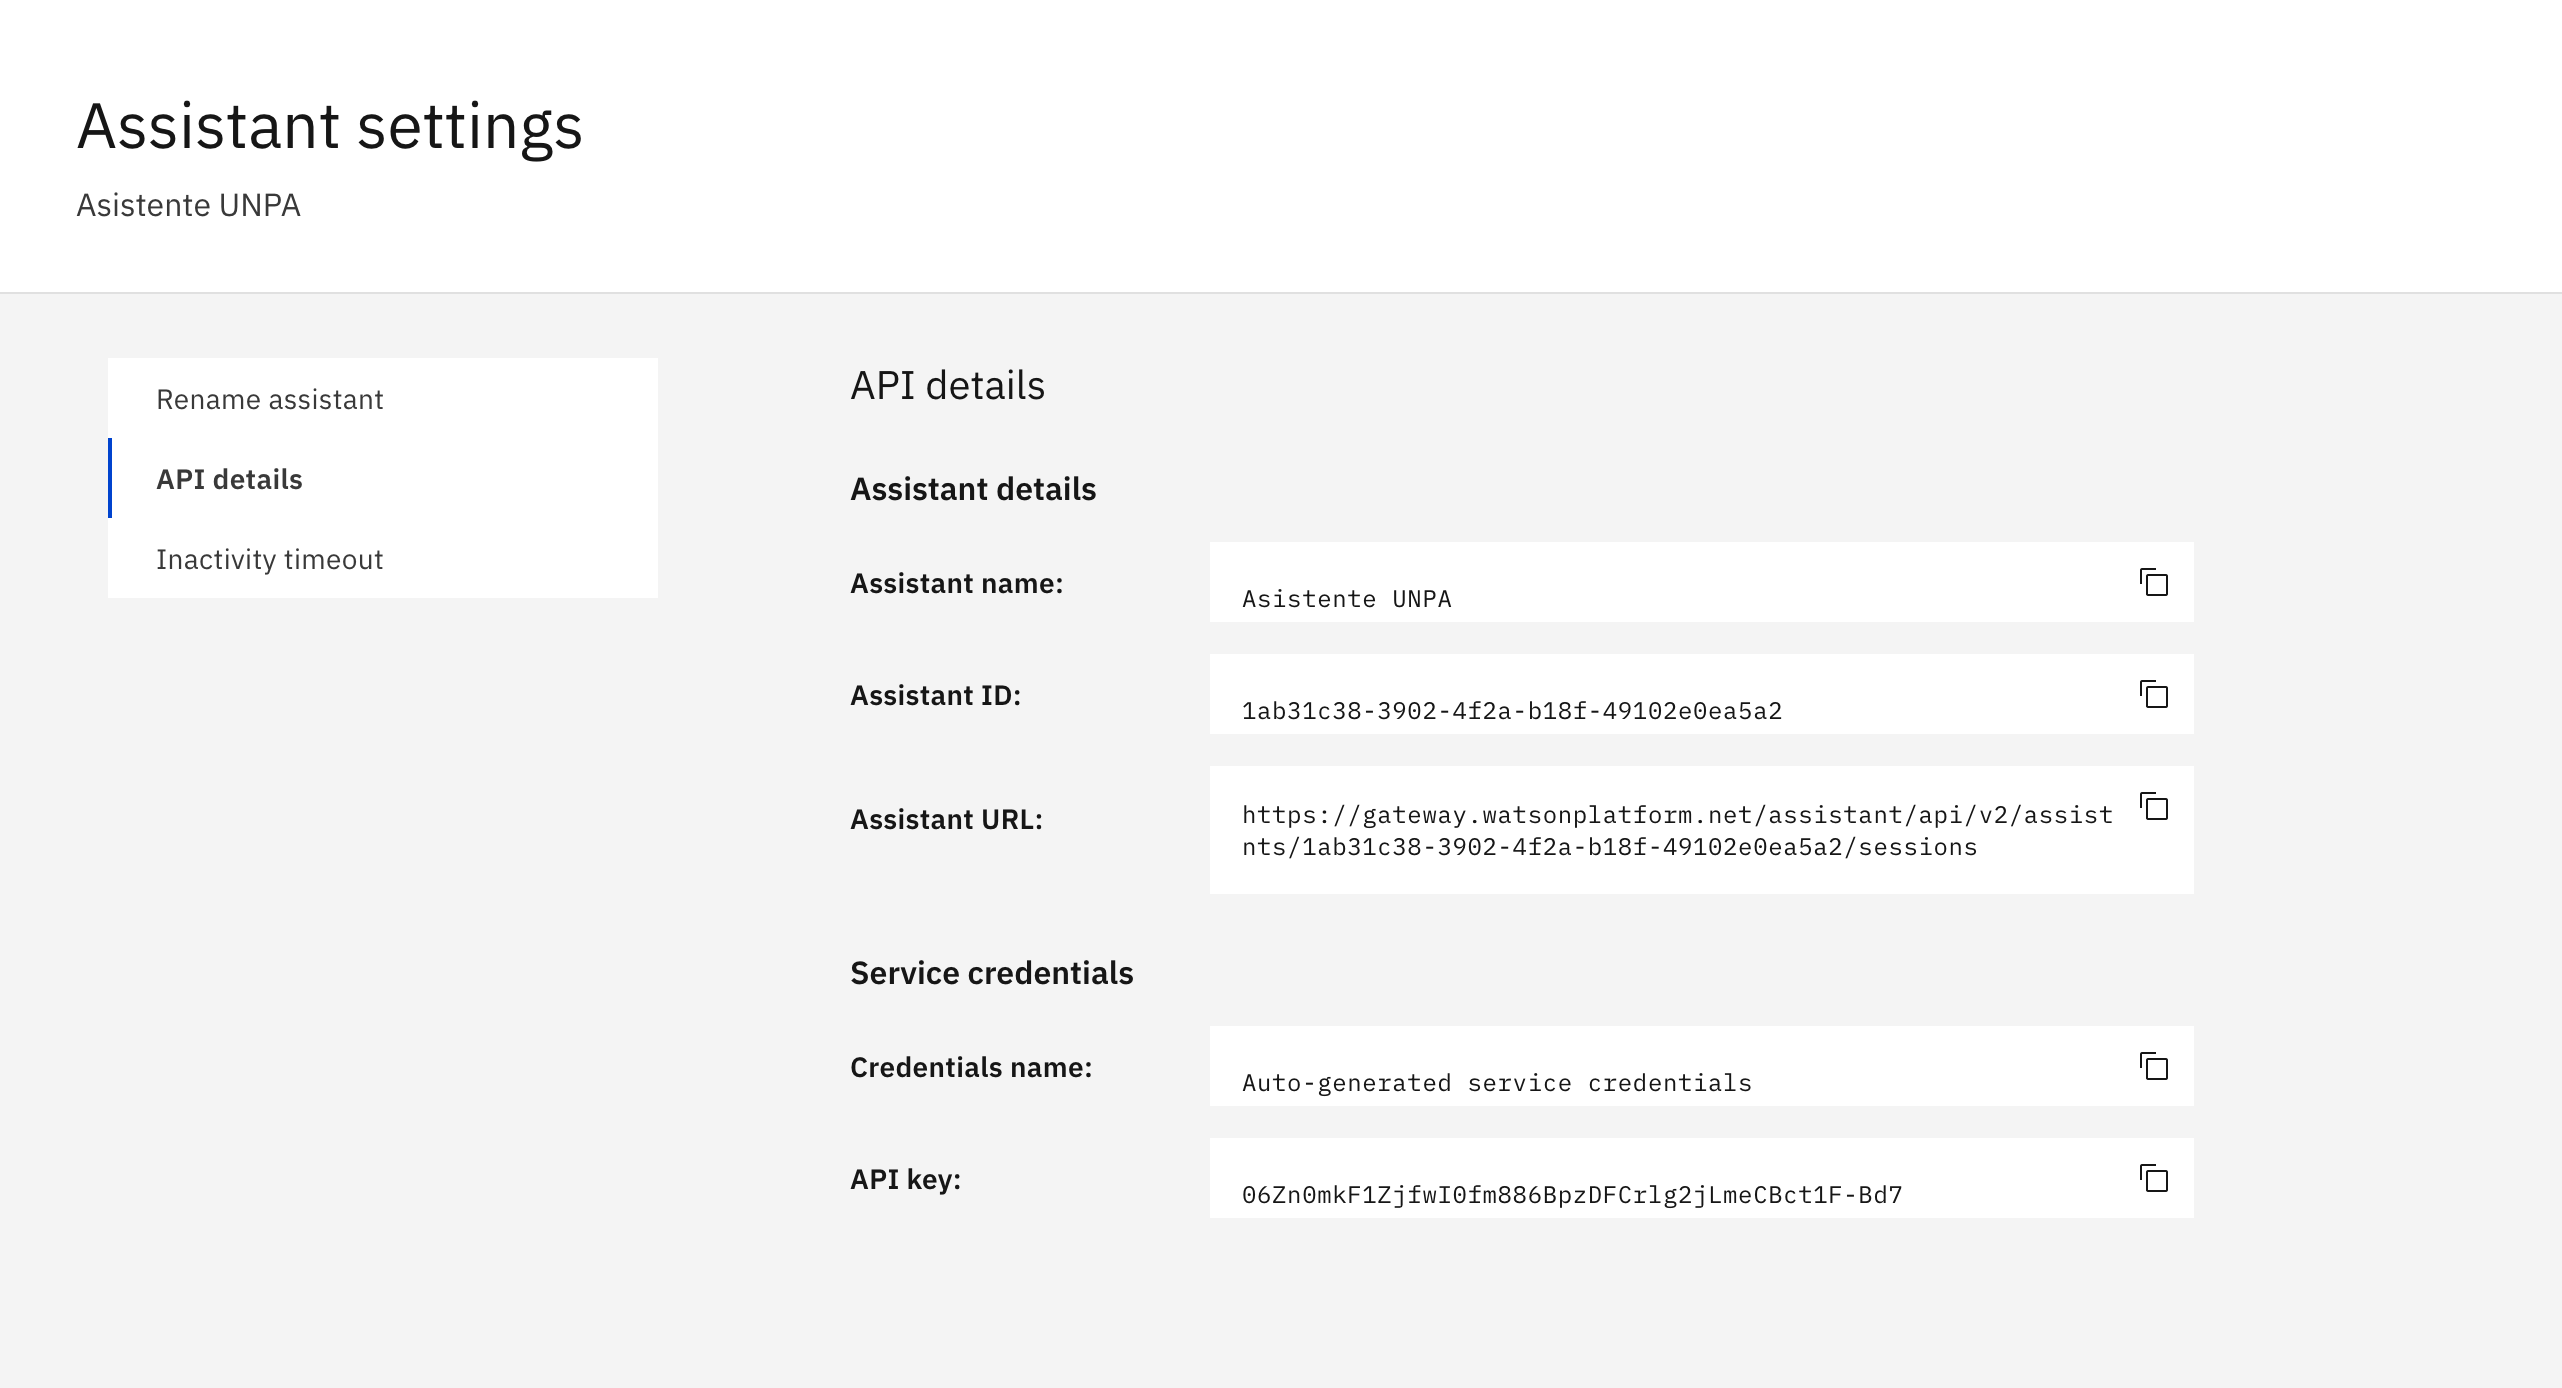 Assistant settings
Asistente UNPA
Rename assistant
API details
Inactivity timeout
API details
Assistant details
Assistant name:
Asistente UNPA
Assistant ID:
1ab31c38-3902-4f2a-b18f-49102e0ea5a2
Assistant URL:
https://gateway.watsonplatform.net/assistant/api/v2/assist
nts/1ab31c38-3902-4f2a-b18f-49102e0ea5a2/sessions
Service credentials
Credentials name:
Auto-generated service credentials
API key:
06Zn0mkF1ZjfwI0fm886BpzDFCrlg2jLmeCBct1F-Bd7